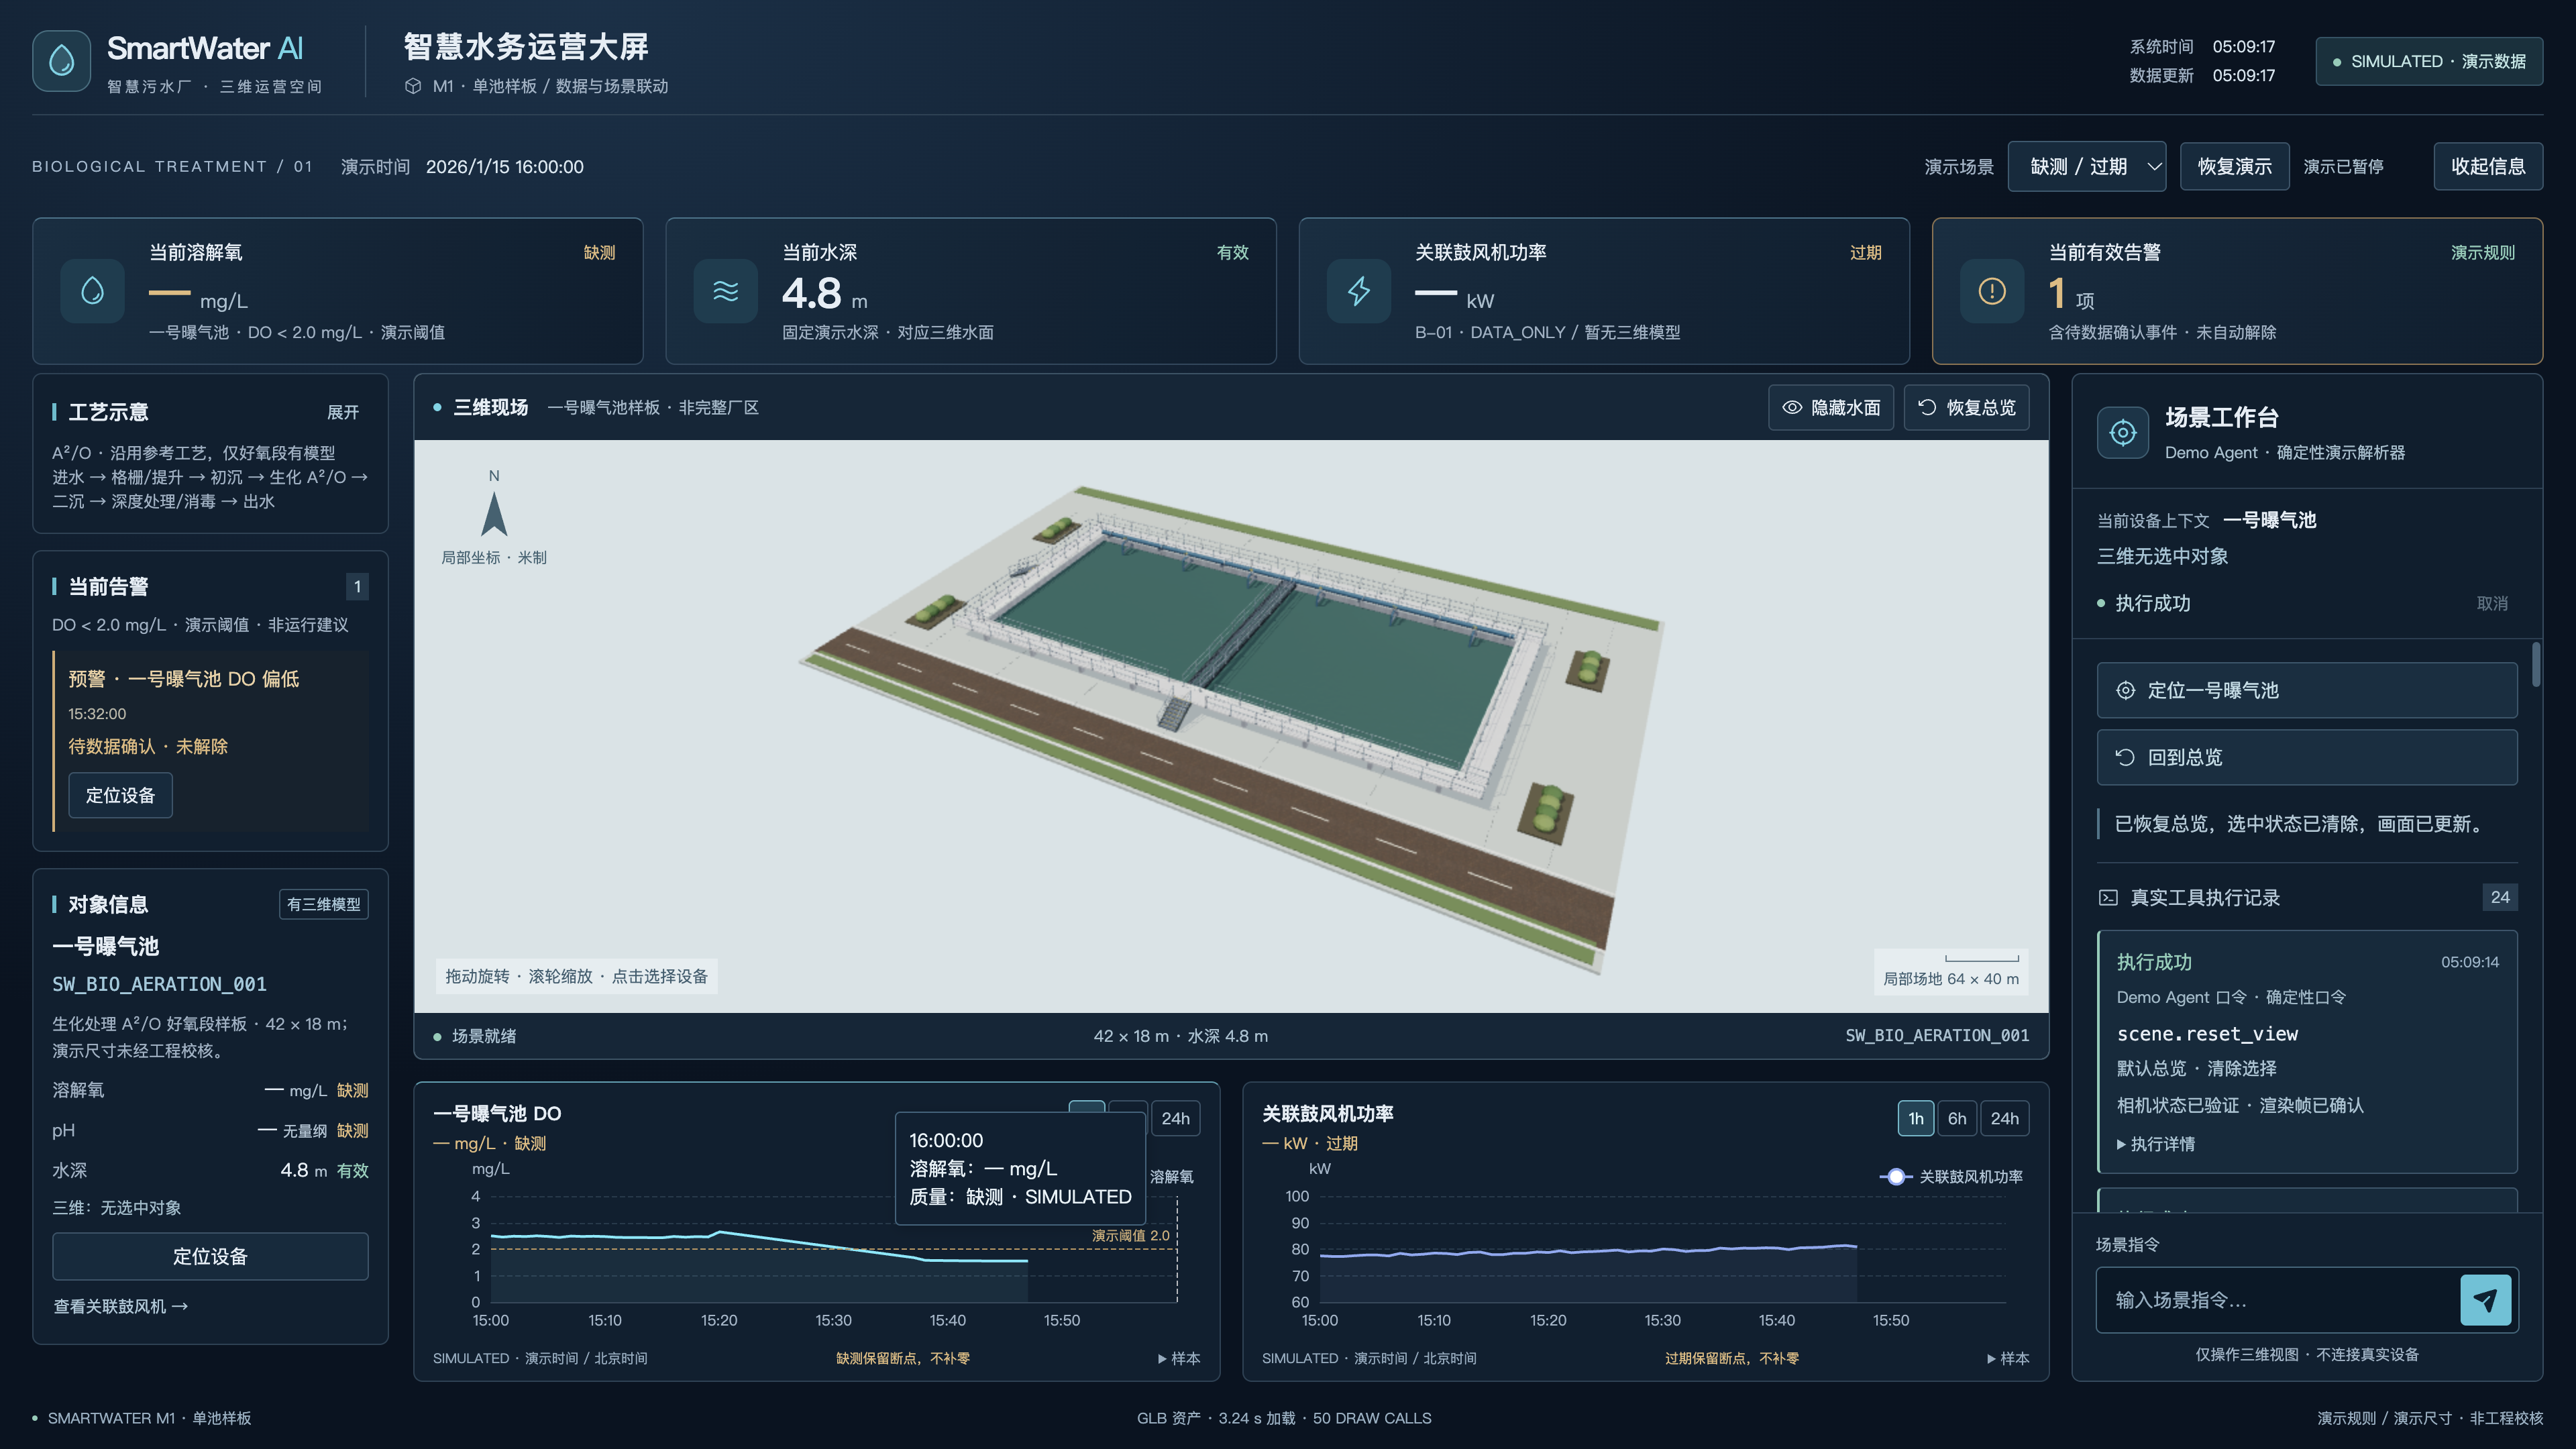 SmartWater AI
智慧污水厂 · 三维运营空间
智慧水务运营大屏
M1 · 单池样板 / 数据与场景联动
系统时间 05:09:17
数据更新 05:09:17
SIMULATED · 演示数据
BIOLOGICAL TREATMENT / 01
演示时间 2026/1/15 16:00:00
演示场景
缺测 / 过期
恢复演示
演示已暂停
收起信息
当前溶解氧
缺测
— mg/L
一号曝气池 · DO < 2.0 mg/L · 演示阈值
当前水深
有效
4.8 m
固定演示水深 · 对应三维水面
关联鼓风机功率
过期
— kW
B-01 · DATA_ONLY / 暂无三维模型
当前有效告警
演示规则
1 项
含待数据确认事件 · 未自动解除
工艺示意
展开
A²/O · 沿用参考工艺，仅好氧段有模型
进水 → 格栅/提升 → 初沉 → 生化 A²/O →
二沉 → 深度处理/消毒 → 出水
当前告警
1
DO < 2.0 mg/L · 演示阈值 · 非运行建议
预警 · 一号曝气池 DO 偏低
15:32:00
待数据确认 · 未解除
定位设备
对象信息
有三维模型
一号曝气池
SW_BIO_AERATION_001
生化处理 A²/O 好氧段样板 · 42 × 18 m；
演示尺寸未经工程校核。
溶解氧 — mg/L 缺测
pH — 无量纲 缺测
水深 4.8 m 有效
三维：无选中对象
定位设备
查看关联鼓风机 →
三维现场
一号曝气池样板 · 非完整厂区
隐藏水面
恢复总览
N
局部坐标 · 米制
拖动旋转 · 滚轮缩放 · 点击选择设备
局部场地 64 × 40 m
场景就绪
42 × 18 m · 水深 4.8 m
SW_BIO_AERATION_001
一号曝气池 DO
24h
— mg/L · 缺测
mg/L
溶解氧
16:00:00
溶解氧：— mg/L
质量：缺测 · SIMULATED
演示阈值 2.0
4
3
2
1
0
15:00 15:10 15:20 15:30 15:40 15:50
SIMULATED · 演示时间 / 北京时间
缺测保留断点，不补零
▶ 样本
关联鼓风机功率
1h
6h
24h
— kW · 过期
kW
关联鼓风机功率
100
90
80
70
60
15:00 15:10 15:20 15:30 15:40 15:50
SIMULATED · 演示时间 / 北京时间
过期保留断点，不补零
▶ 样本
场景工作台
Demo Agent · 确定性演示解析器
当前设备上下文 一号曝气池
三维无选中对象
执行成功
取消
定位一号曝气池
回到总览
已恢复总览，选中状态已清除，画面已更新。
真实工具执行记录
24
执行成功
05:09:14
Demo Agent 口令 · 确定性口令
scene.reset_view
默认总览 · 清除选择
相机状态已验证 · 渲染帧已确认
▶ 执行详情
场景指令
输入场景指令...
仅操作三维视图 · 不连接真实设备
SMARTWATER M1 · 单池样板
GLB 资产 · 3.24 s 加载 · 50 DRAW CALLS
演示规则 / 演示尺寸 · 非工程校核